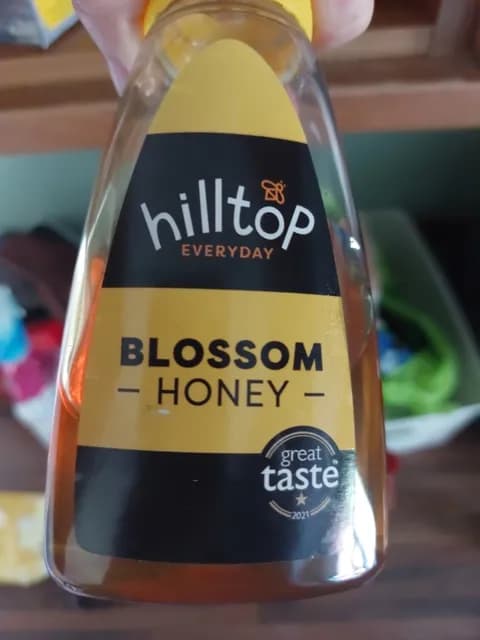 hilltop
EVERYDAY
BLOSSOM
– HONEY –
great
taste
2021